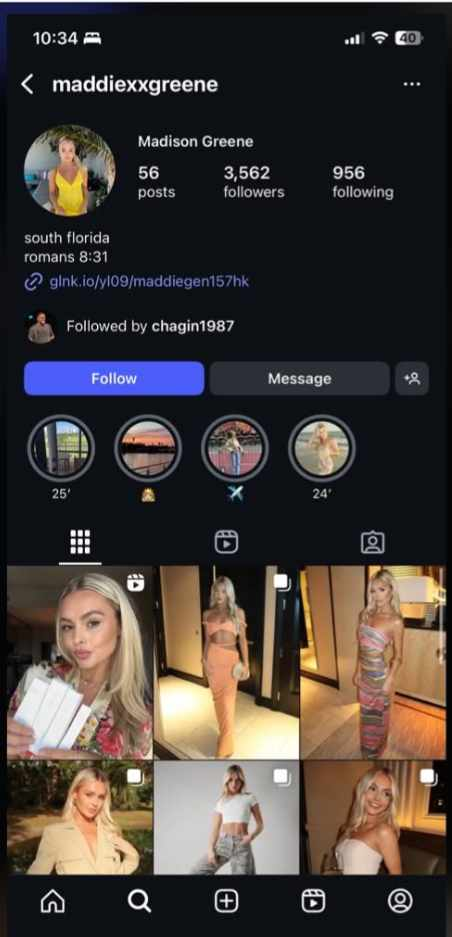 10:34
40
maddiexxgreene
Madison Greene
56 3,562 956
posts followers following
south florida
romans 8:31
glnk.io/yl09/maddiegen157hk
Followed by chagin1987
Follow Message
25’ 24’